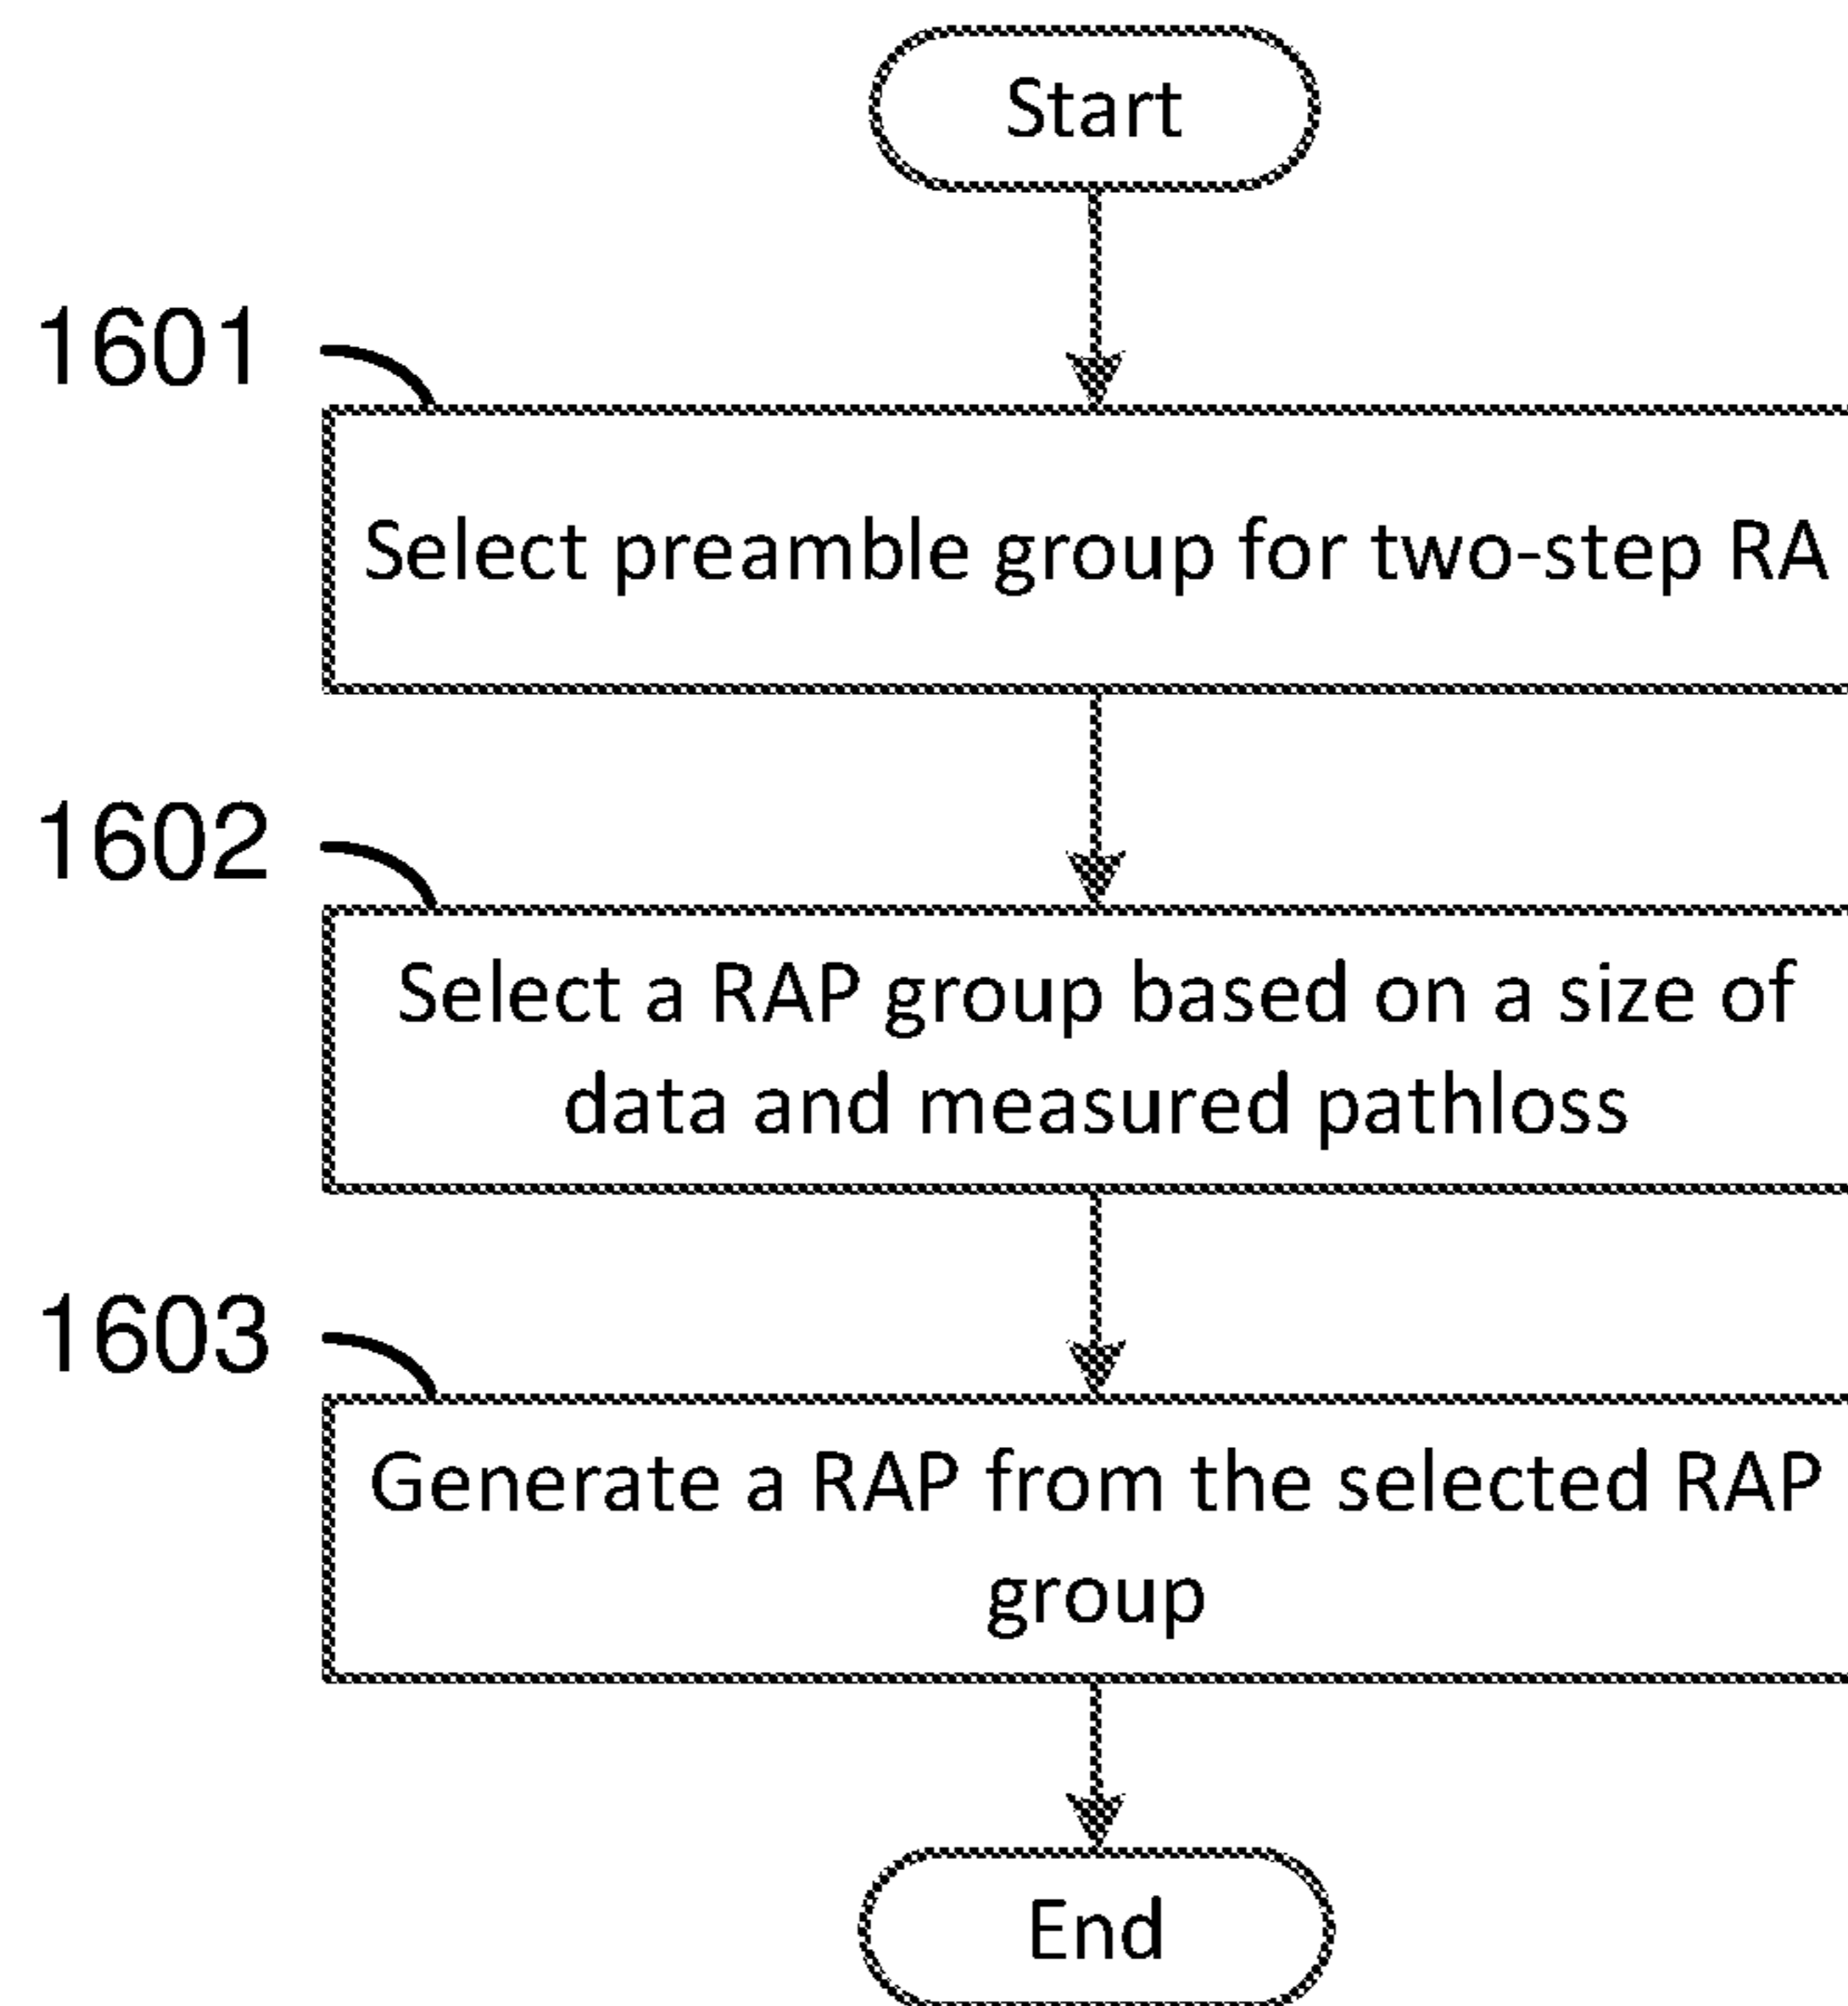 Start
1601
Select preamble group for two-step RA
1602
Select a RAP group based on a size of
data and measured pathloss
1603
Generate a RAP from the selected RAP
group
End